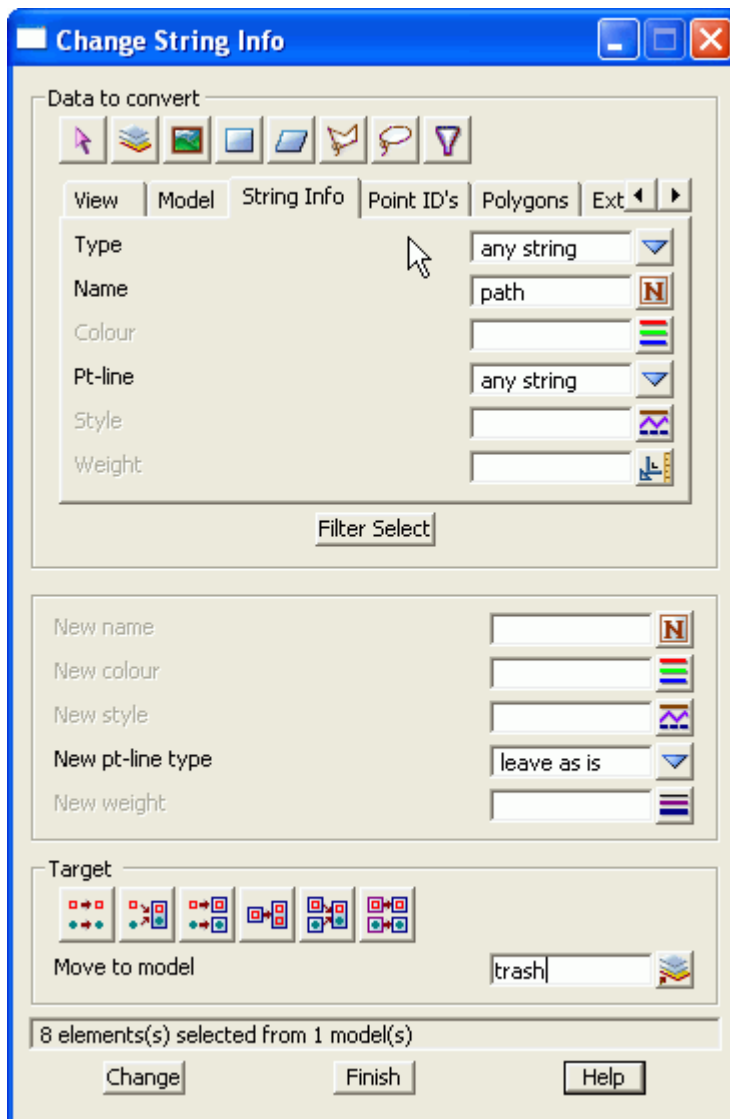 Change String Info
Data to convert
View Model String Info Point ID's Polygons Ext
Type any string
Name path N
Colour
Pt-line any string
Style
Weight
Filter Select
New name N
New colour
New style
New pt-line type leave as is
New weight
Target
Move to model trash
8 elements(s) selected from 1 model(s)
Change Finish Help